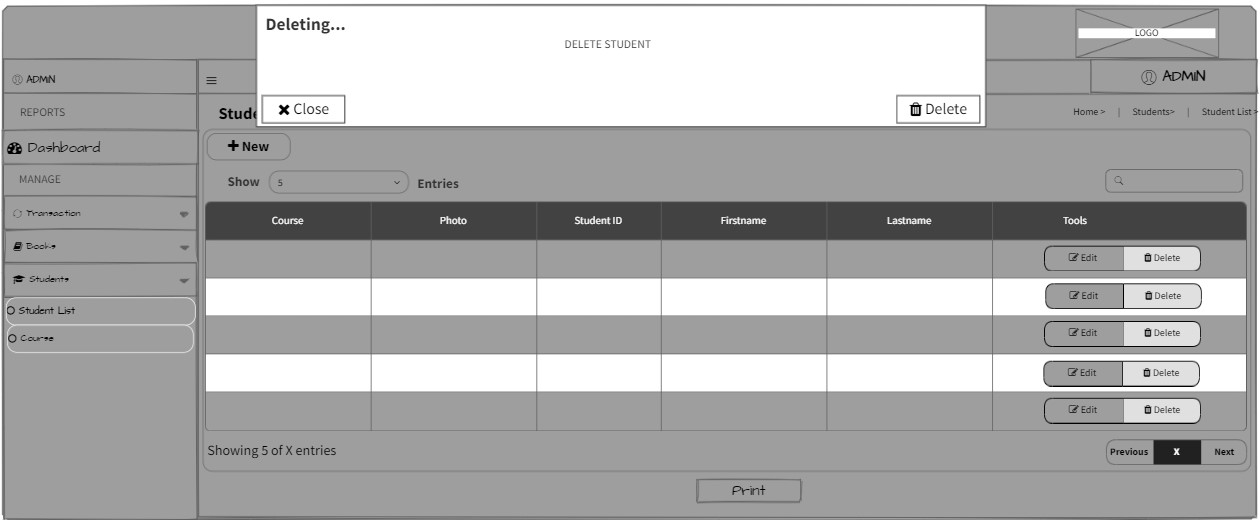 Deleting...
DELETE STUDENT
LOGO
ADMIN
ADMIN
Close
Delete
REPORTS
Stude
Home > | Students> | Student List >
Dashboard
New
MANAGE
Show 5 Entries
Transaction
Course Photo Student ID Firstname Lastname Tools
Books
Edit Delete
Students
Edit Delete
Student List
Edit Delete
Course
Edit Delete
Edit Delete
Showing 5 of X entries
Previous X Next
Print